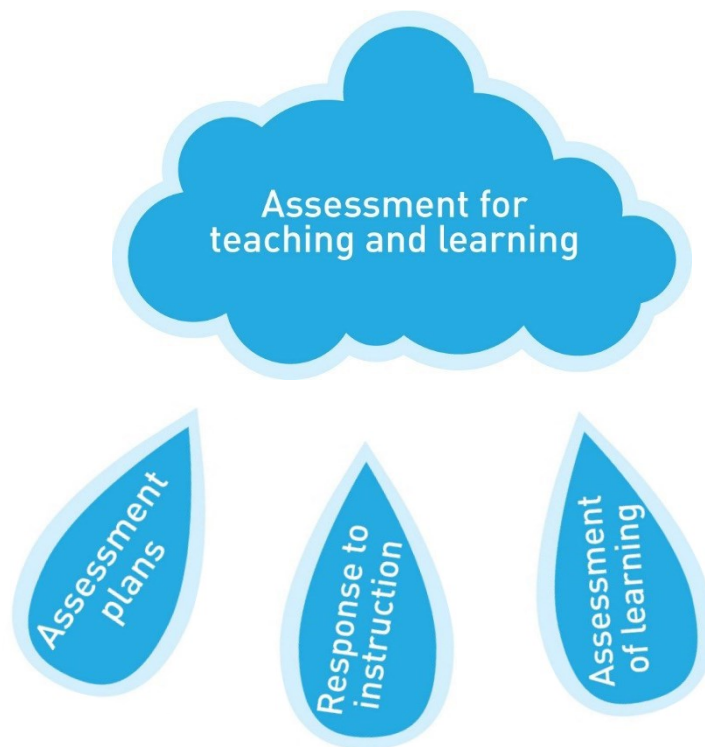 Assessment for
teaching and learning
Assessment
plans
Response to
instruction
Assessment
of learning